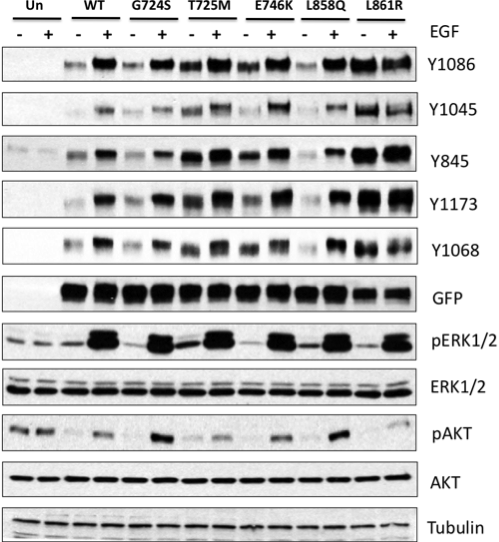 Un WT G724S T725M E746K L858Q L861R
- + - + - + - + - + - + - + EGF
Y1086
Y1045
Y845
Y1173
Y1068
GFP
pERK1/2
ERK1/2
pAKT
AKT
Tubulin